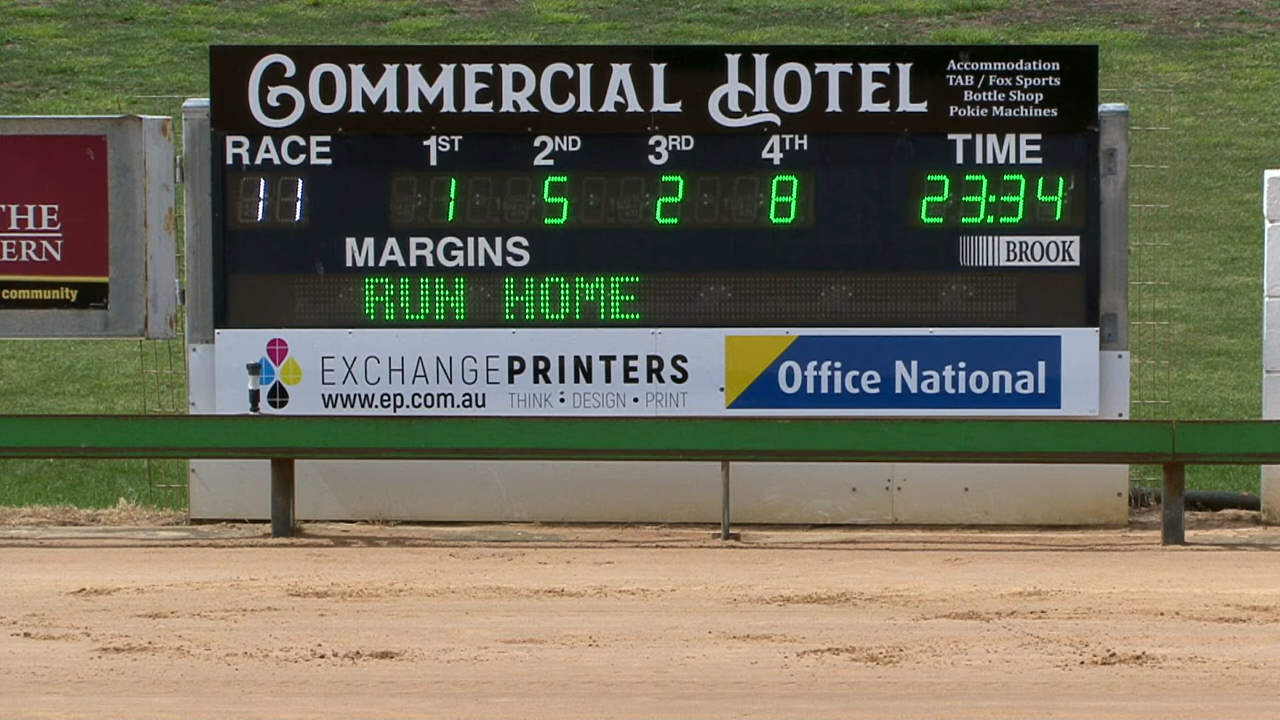 COMMERCIAL HOTEL
Accommodation
TAB / Fox Sports
Bottle Shop
Pokie Machines
RACE 1ST 2ND 3RD 4TH TIME
11 1 5 2 8 23:34
MARGINS
BROOK
RUN HOME
THE
ERN
community
EXCHANGEPRINTERS
www.ep.com.au THINK : DESIGN • PRINT
Office National